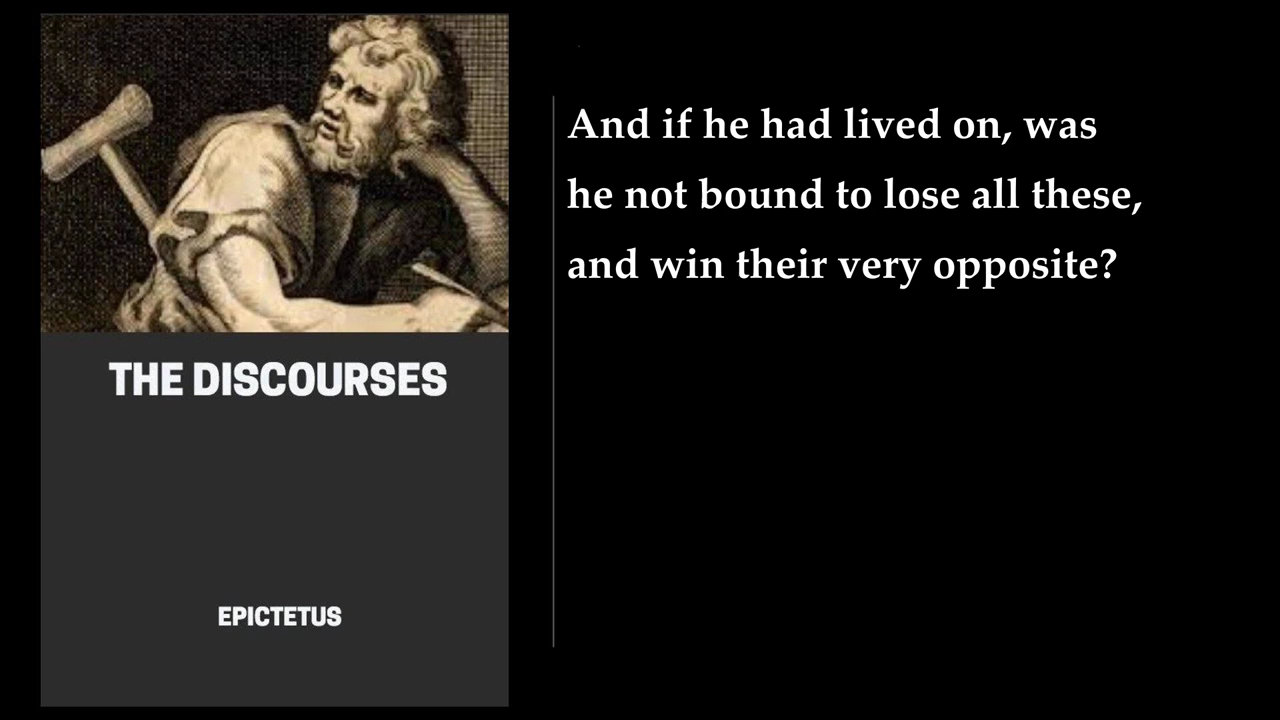 THE DISCOURSES
EPICTETUS
And if he had lived on, was
he not bound to lose all these,
and win their very opposite?